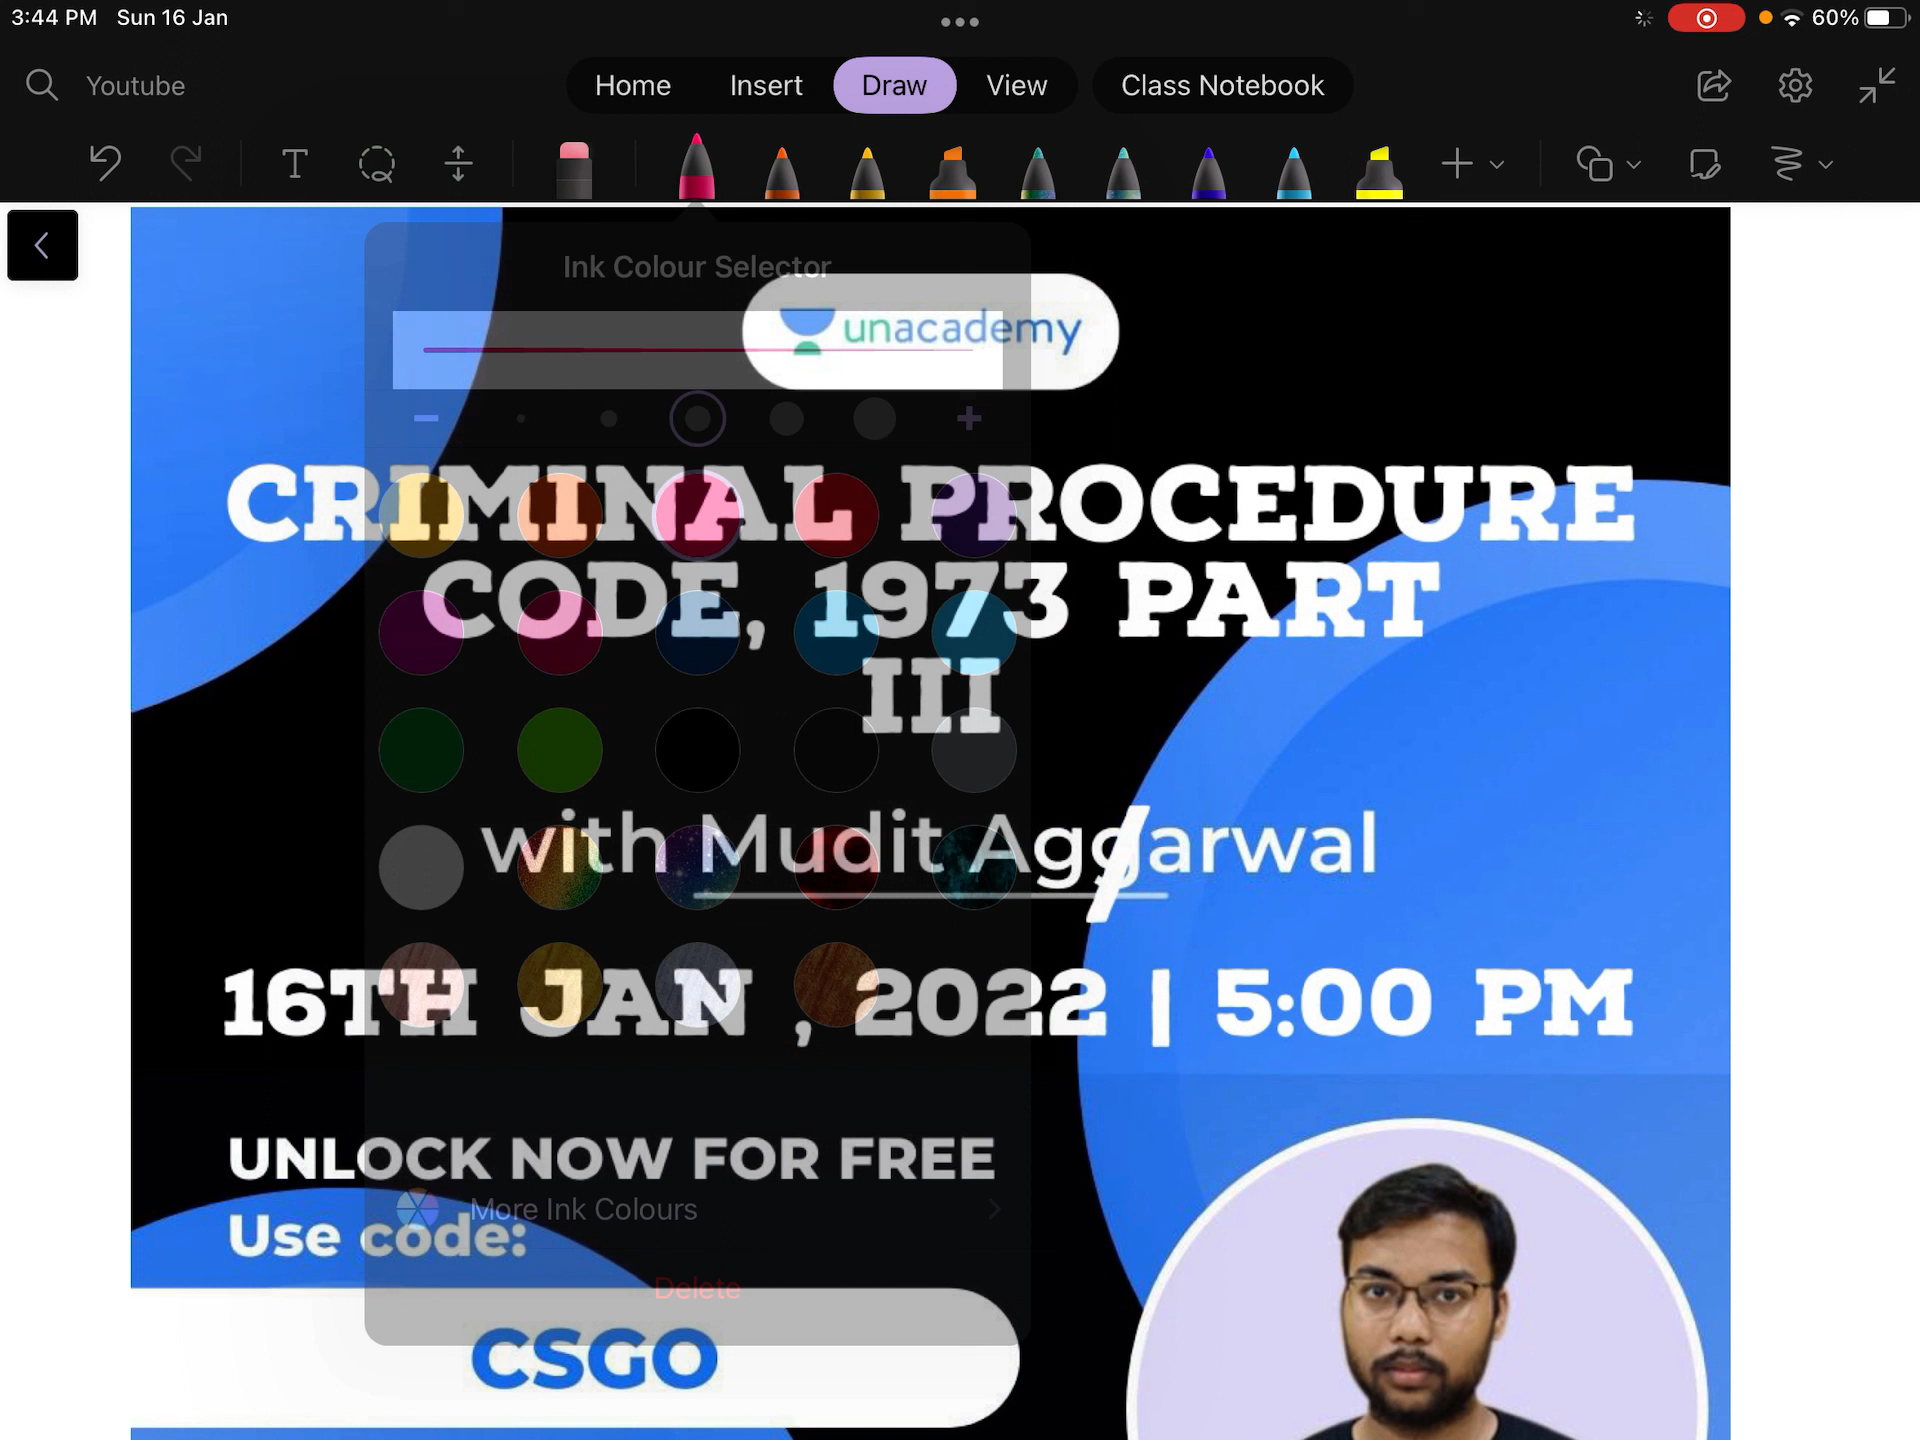 3:44 PM Sun 16 Jan
60%
Youtube
Home Insert Draw View Class Notebook
T
Ink Colour Selector
unacademy
CRIMINAL PROCEDURE
CODE, 1973 PART
III
with Mudit Aggarwal
16TH JAN , 2022 | 5:00 PM
UNLOCK NOW FOR FREE
More Ink Colours
Use code:
Delete
CSGO